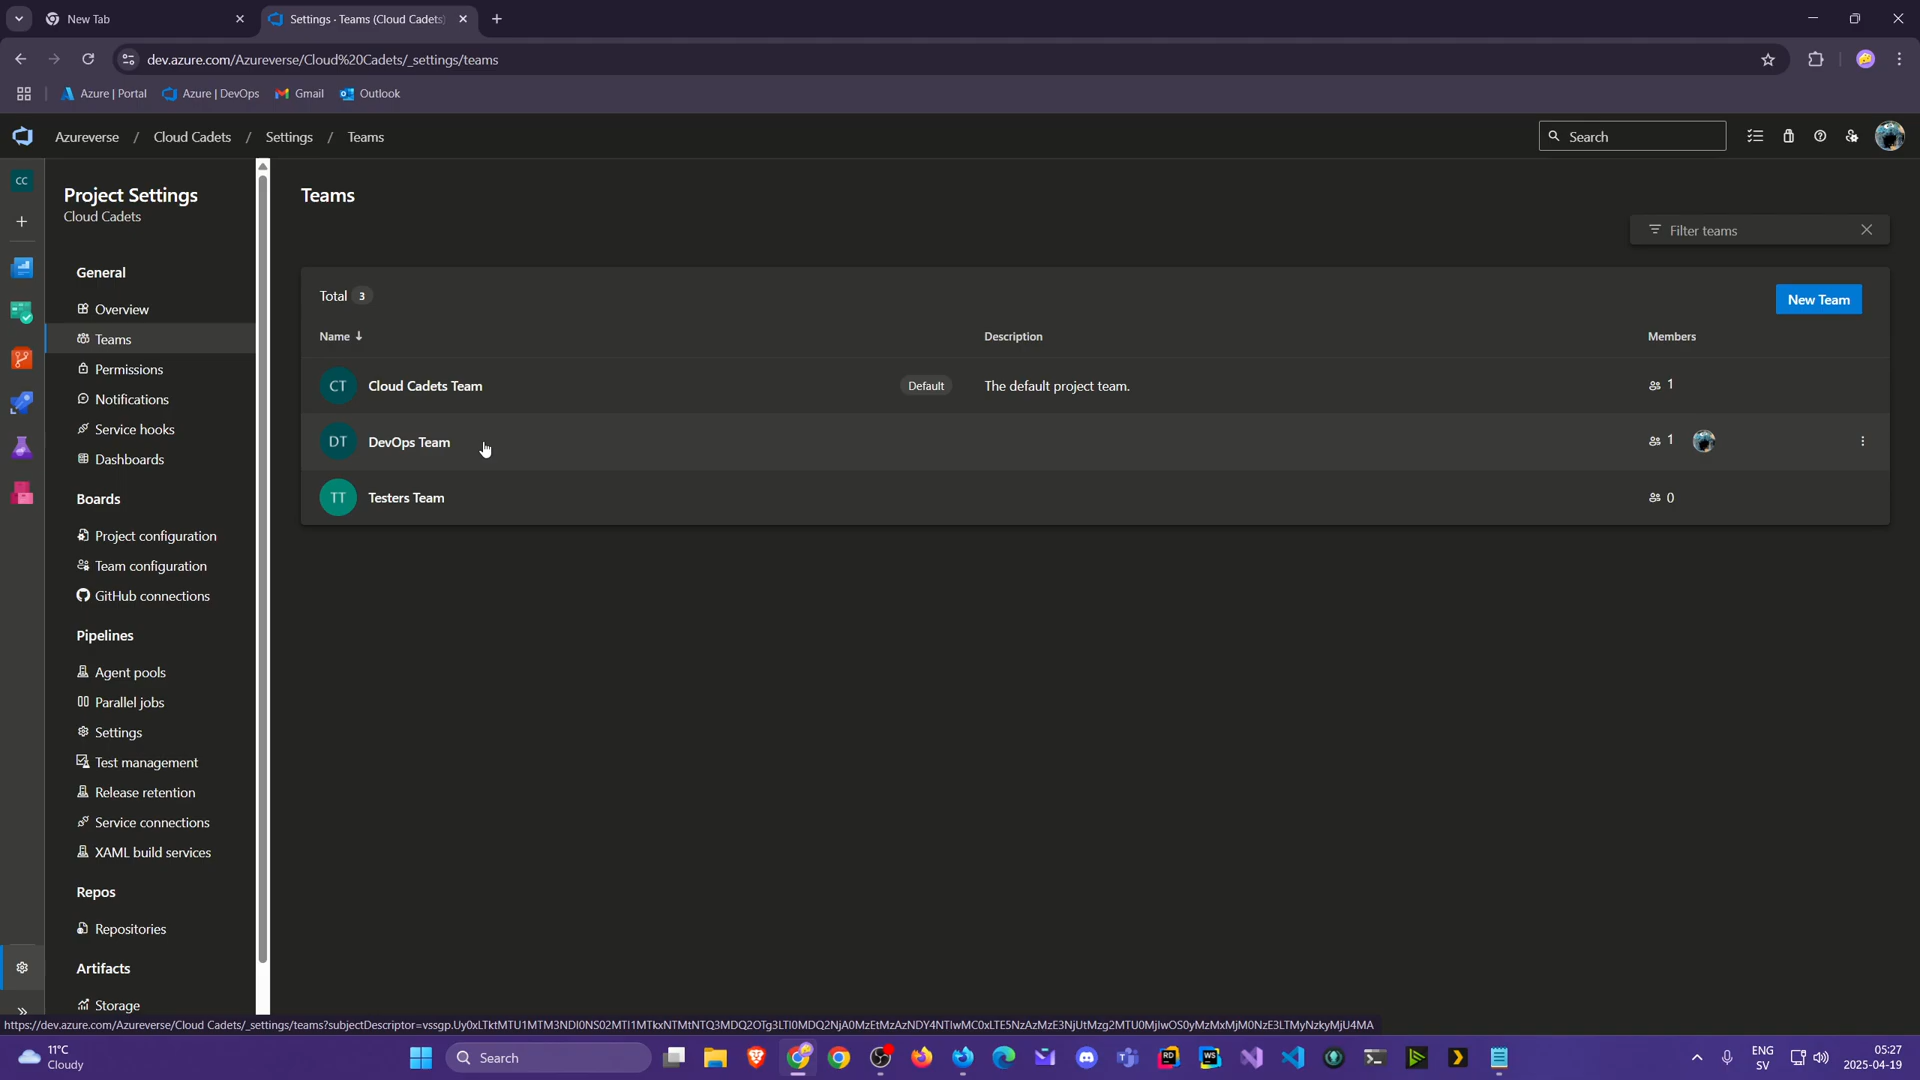 New Tab
Settings · Teams (Cloud Cadets)
dev.azure.com/Azureverse/Cloud%20Cadets/_settings/teams
Azure | Portal
Azure | DevOps
Gmail
Outlook
Azureverse / Cloud Cadets / Settings / Teams
Search
CC
Project Settings
Cloud Cadets
General
Overview
Teams
Permissions
Notifications
Service hooks
Dashboards
Boards
Project configuration
Team configuration
GitHub connections
Pipelines
Agent pools
Parallel jobs
Settings
Test management
Release retention
Service connections
XAML build services
Repos
Repositories
Artifacts
Storage
Teams
Filter teams
Total 3
New Team
Name
Description
Members
CT Cloud Cadets Team Default The default project team. 1
DT DevOps Team 1
TT Testers Team 0
11°C
Cloudy
Search
ENG
SV
05:27
2025-04-19